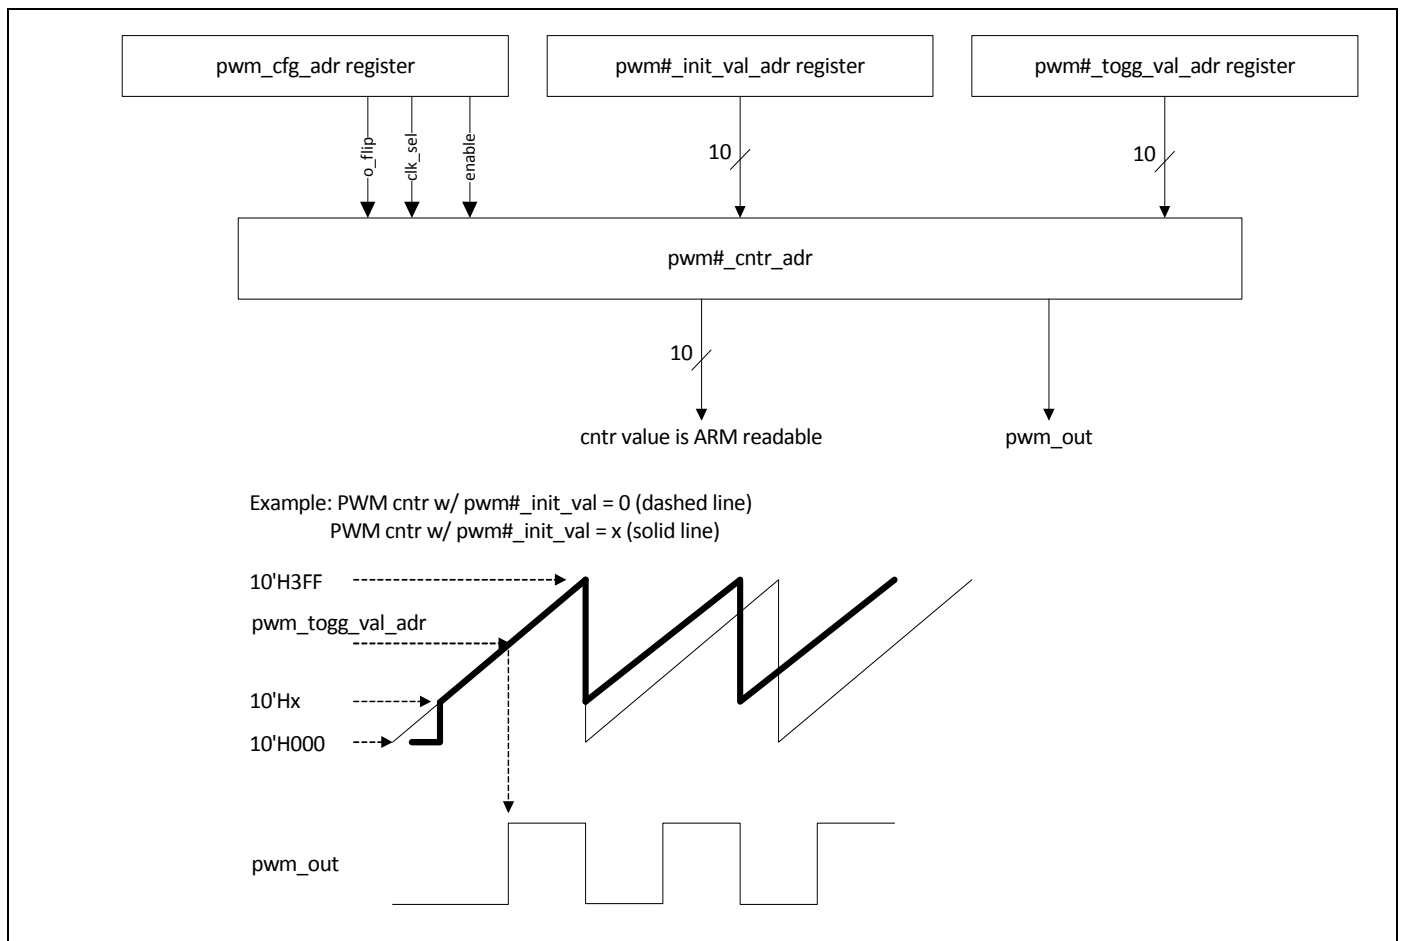 pwm_cfg_adr register
pwm#_init_val_adr register
pwm#_togg_val_adr register
o_flip
clk_sel
enable
10
10
pwm#_cntr_adr
10
cntr value is ARM readable
pwm_out
Example: PWM cntr w/ pwm#_init_val = 0 (dashed line)
PWM cntr w/ pwm#_init_val = x (solid line)
10'H3FF
pwm_togg_val_adr
10'Hx
10'H000
pwm_out